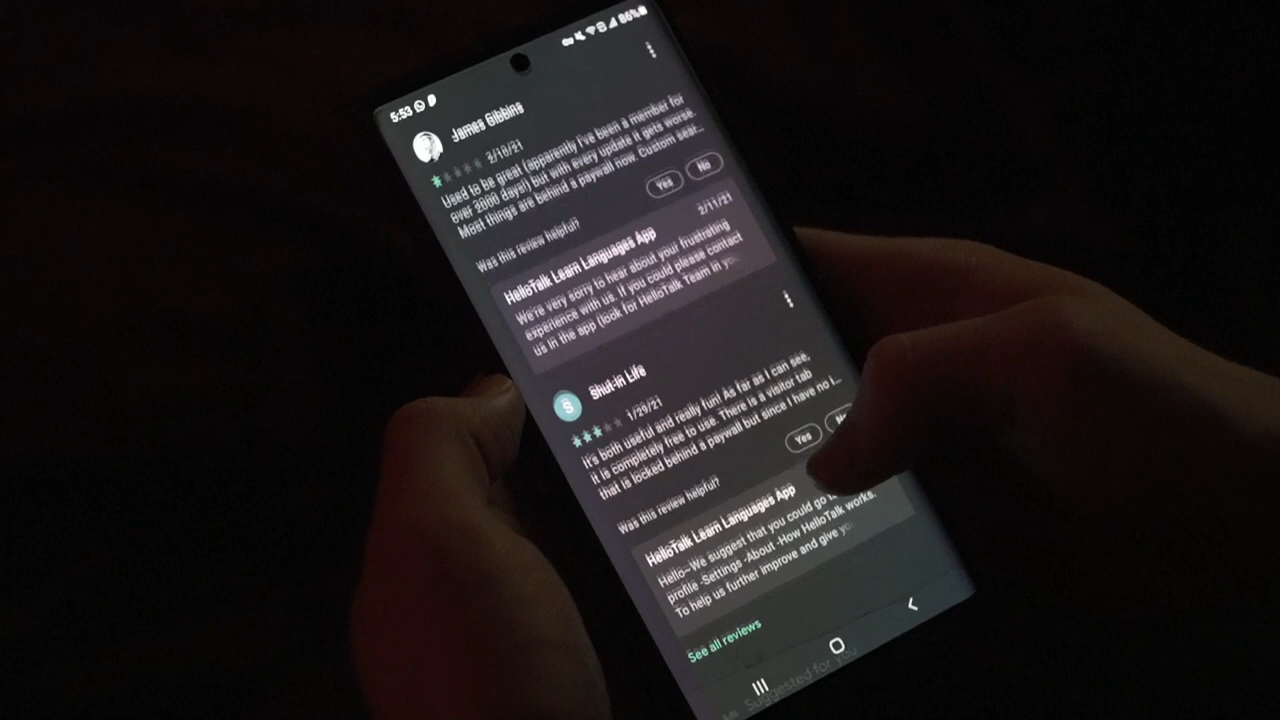 5:53
86%
James Gibbins
2/10/21
Used to be great (apparently I've been a member for
over 2000 days!) but with every update it gets worse.
Most things are behind a paywall now. Custom sear...
Was this review helpful?
Yes
No
HelloTalk Learn Languages App
2/11/21
We're very sorry to hear about your frustrating
experience with us. If you could please contact
us in the app (look for HelloTalk Team in yo
S
Shut-in Life
1/29/21
It's both useful and really fun! As far as I can see,
it is completely free to use. There is a visitor tab
that is locked behind a paywall but since I have no i...
Was this review helpful?
Yes
HelloTalk Learn Languages App
Hello~We suggest that you could go
profile -Settings -About -How HelloTalk works.
To help us further improve and give
See all reviews
Suggested for you